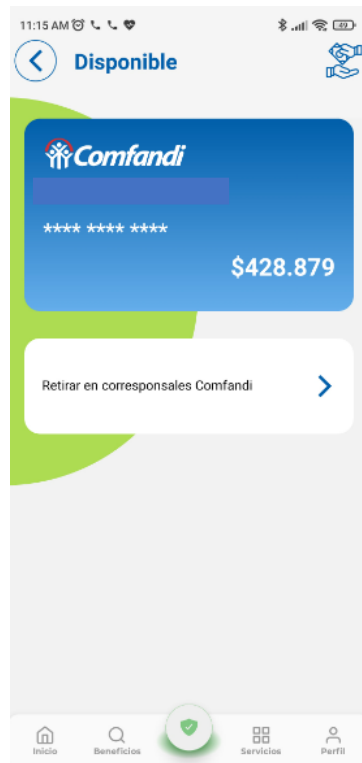 11:15 AM
49
Disponible
Comfandi
**** **** ****
$428.879
Retirar en corresponsales Comfandi
Inicio
Beneficios
Servicios
Perfil